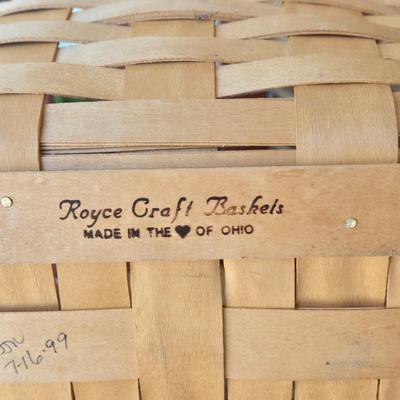 Royce Craft Baskets
MADE IN THE ♥ OF OHIO
7-16-99